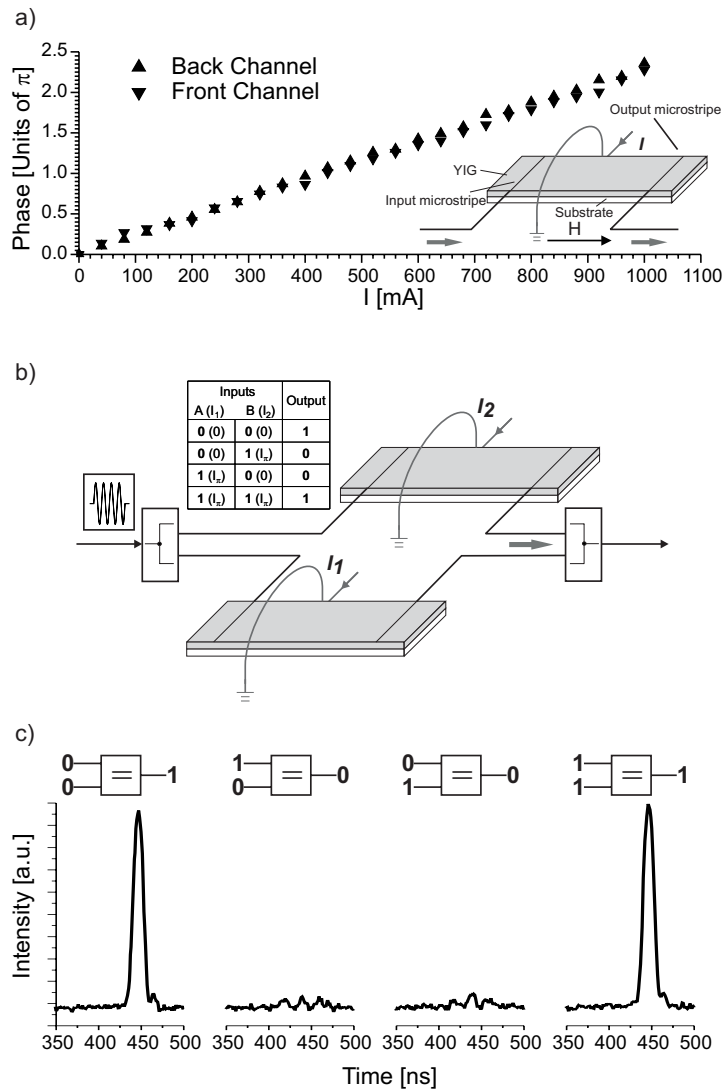 a)
2.5
2.0
1.5
1.0
0.5
0.0
Phase [Units of π]
Back Channel
Front Channel
Output microstripe
I
YIG
Input microstripe
Substrate
H
0 100 200 300 400 500 600 700 800 900 1000 1100
I [mA]
b)
Inputs Output
A (I₁) B (I₂)
0 (0) 0 (0) 1
0 (0) 1 (Iπ) 0
1 (Iπ) 0 (0) 0
1 (Iπ) 1 (Iπ) 1
I₂
I₁
c)
0 0 = 1
1 0 = 0
0 1 = 0
1 1 = 1
Intensity [a.u.]
350 400 450 500 350 400 450 500 350 400 450 500 350 400 450 500
Time [ns]